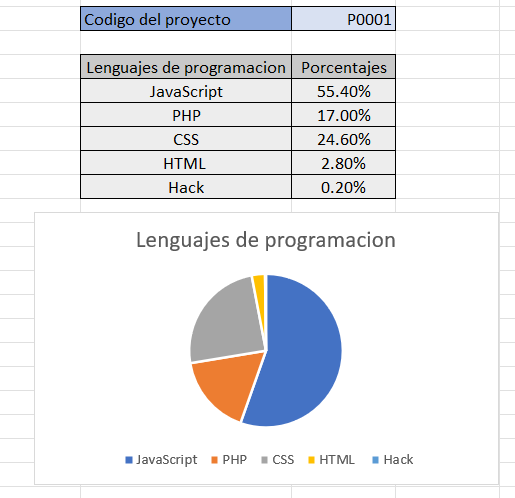 Codigo del proyecto P0001
Lenguajes de programacion Porcentajes
JavaScript 55.40%
PHP 17.00%
CSS 24.60%
HTML 2.80%
Hack 0.20%
Lenguajes de programacion
JavaScript PHP CSS HTML Hack